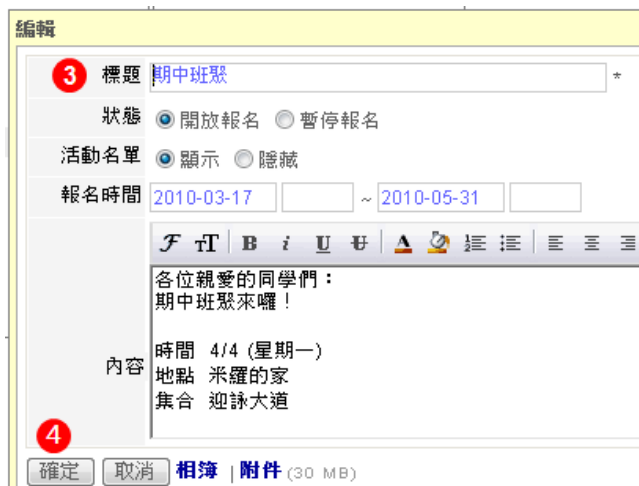 編輯
3 標題 期中班聚 *
狀態 開放報名 暫停報名
活動名單 顯示 隱藏
報名時間 2010-03-17 ~ 2010-05-31
F TT B i U U A
各位親愛的同學們：
期中班聚來囉！
時間 4/4 (星期一)
內容
地點 米羅的家
集合 迎詠大道
4
確定 取消 相簿 | 附件 (30 MB)